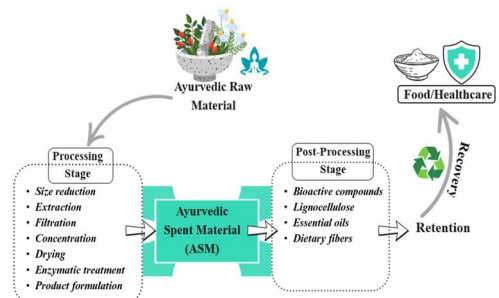 Ayurvedic Raw
Material
Food/Healthcare
Processing
Stage
• Size reduction
• Extraction
• Filtration
• Concentration
• Drying
• Enzymatic treatment
• Product formulation
Ayurvedic
Spent Material
(ASM)
Post-Processing
Stage
• Bioactive compounds
• Lignocellulose
• Essential oils
• Dietary fibers
Retention
Recovery